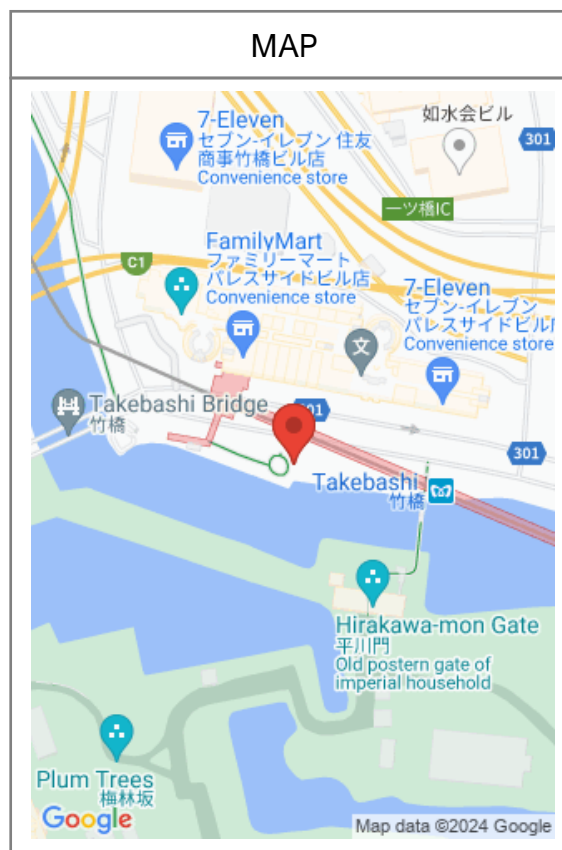 MAP
7-Eleven
セブン-イレブン 住友
商事竹橋ビル店
Convenience store
如水会ビル
301
一ツ橋IC
C1
FamilyMart
ファミリーマート
パレスサイドビル店
Convenience store
7-Eleven
セブン-イレブン
パレスサイドビル
Convenience store
文
Takebashi Bridge
竹橋
301
Takebashi
竹橋
Hirakawa-mon Gate
平川門
Old postern gate of
imperial household
Plum Trees
梅林坂
Google
Map data ©2024 Google